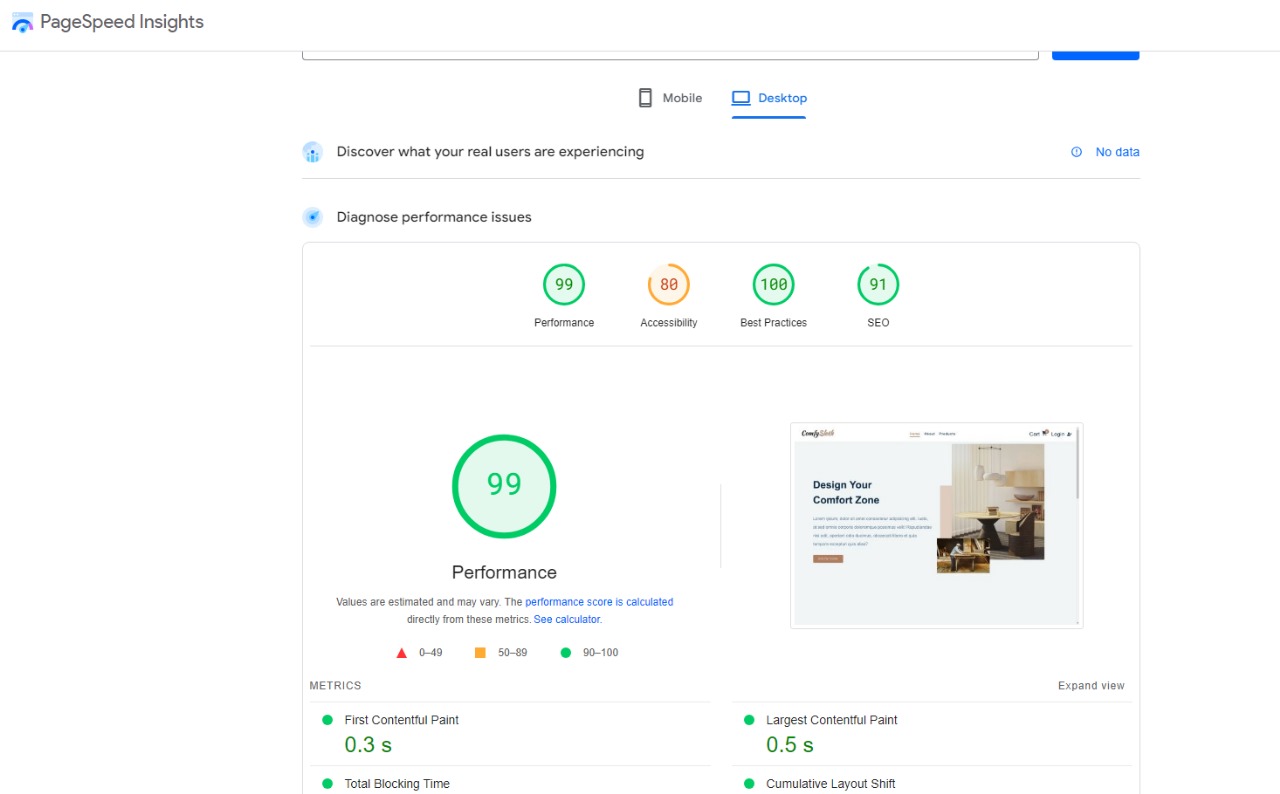 PageSpeed Insights
Mobile
Desktop
Discover what your real users are experiencing
No data
Diagnose performance issues
99
80
100
91
Performance
Accessibility
Best Practices
SEO
99
Performance
Values are estimated and may vary. The performance score is calculated
directly from these metrics. See calculator.
0–49
50–89
90–100
ComfySloth
Home About Products
Cart
Login
Design Your
Comfort Zone
METRICS
Expand view
First Contentful Paint
0.3 s
Largest Contentful Paint
0.5 s
Total Blocking Time
Cumulative Layout Shift